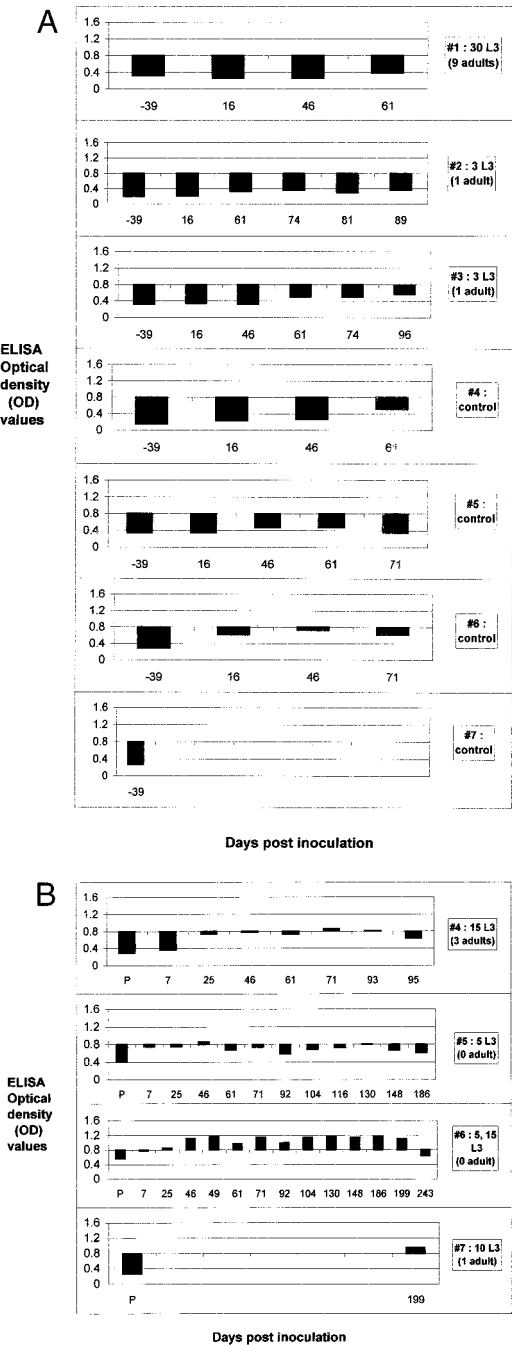 A
1.6
1.2
0.8
0.4
0
-39 16 46 61
#1 : 30 L3
(9 adults)
1.6
1.2
0.8
0.4
0
-39 16 61 74 81 89
#2 : 3 L3
(1 adult)
1.6
1.2
0.8
0.4
0
-39 16 46 61 74 96
#3 : 3 L3
(1 adult)
ELISA
Optical
density
(OD)
values
1.6
1.2
0.8
0.4
0
-39 16 46 61
#4 :
control
1.6
1.2
0.8
0.4
0
-39 16 46 61 71
#5 :
control
1.6
1.2
0.8
0.4
0
-39 16 46 71
#6 :
control
1.6
1.2
0.8
0.4
0
-39
#7 :
control
Days post inoculation
B
1.6
1.2
0.8
0.4
0
P 7 25 46 61 71 93 95
#4 : 15 L3
(3 adults)
1.6
1.2
0.8
0.4
0
P 7 25 46 61 71 92 104 116 130 148 186
#5 : 5 L3
(0 adult)
ELISA
Optical
density
(OD)
values
1.6
1.2
0.8
0.4
0
P 7 25 46 49 61 71 92 104 130 148 186 199 243
#6 : 5, 15
L3
(0 adult)
1.6
1.2
0.8
0.4
0
P 199
#7 : 10 L3
(1 adult)
Days post inoculation